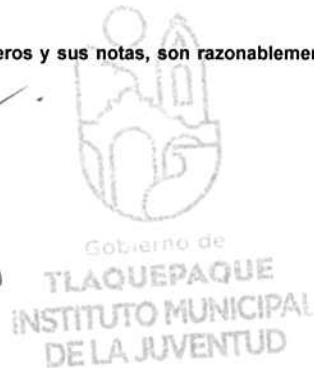 eros y sus notas, son razonablemen
Gobierno de
TLAQUEPAQUE
INSTITUTO MUNICIPAL
DE LA JUVENTUD